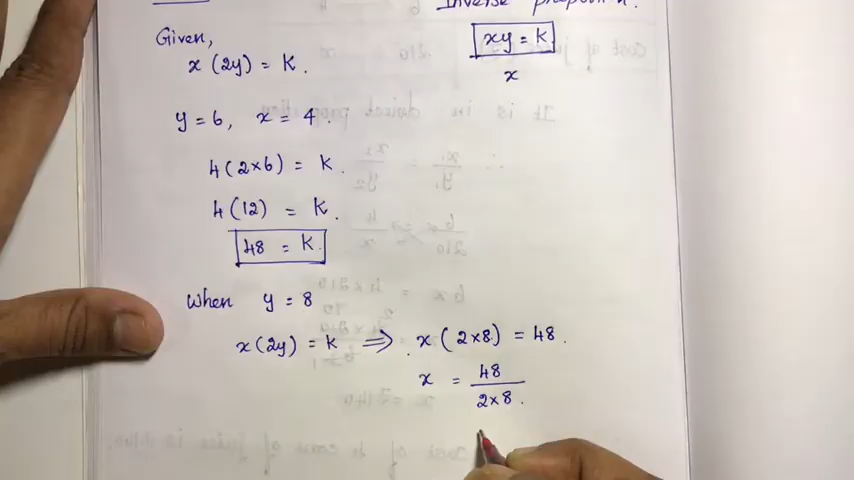 Inverse
Given,
xy = K
x (2y) = K.
x
y = 6, x = 4.
4 (2×6) = K.
4 (12) = K.
48 = K.
When y = 8
x (2y) = K ⟹ x (2×8) = 48.
x = 48
2×8.